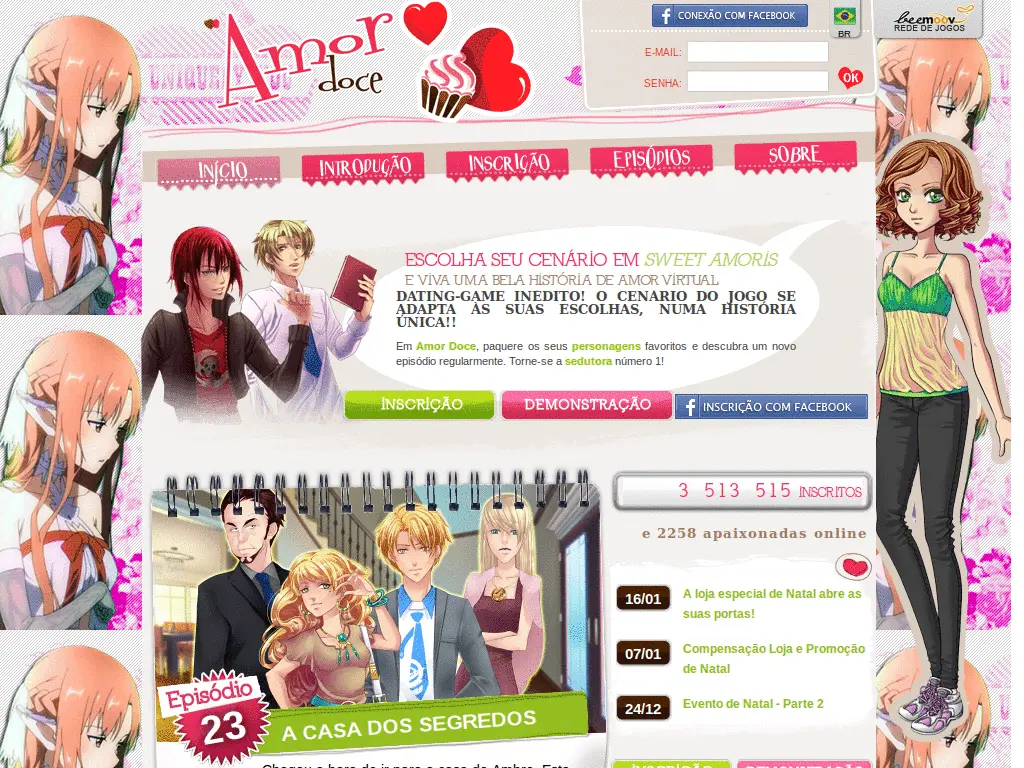 UNIQUELY
Amor
doce
CONEXÃO COM FACEBOOK
BR
beemoov
REDE DE JOGOS
E-MAIL:
SENHA:
OK
INÍCIO
INTRODUÇÃO
INSCRIÇÃO
EPISÓDIOS
SOBRE
ESCOLHA SEU CENÁRIO EM SWEET AMORIS
E VIVA UMA BELA HISTÓRIA DE AMOR VIRTUAL
DATING-GAME INEDITO! O CENARIO DO JOGO SE
ADAPTA ÀS SUAS ESCOLHAS, NUMA HISTÓRIA
ÚNICA!!
Em Amor Doce, paquere os seus personagens favoritos e descubra um novo
episódio regularmente. Torne-se a sedutora número 1!
INSCRIÇÃO
DEMONSTRAÇÃO
INSCRIÇÃO COM FACEBOOK
3 513 515 INSCRITOS
e 2258 apaixonadas online
16/01
A loja especial de Natal abre as
suas portas!
07/01
Compensação Loja e Promoção
de Natal
24/12
Evento de Natal - Parte 2
Episódio
23
A CASA DOS SEGREDOS
Chegou a hora de ir para a casa da Ambre. Esta
INSCRIÇÃO
DEMONSTRAÇÃO